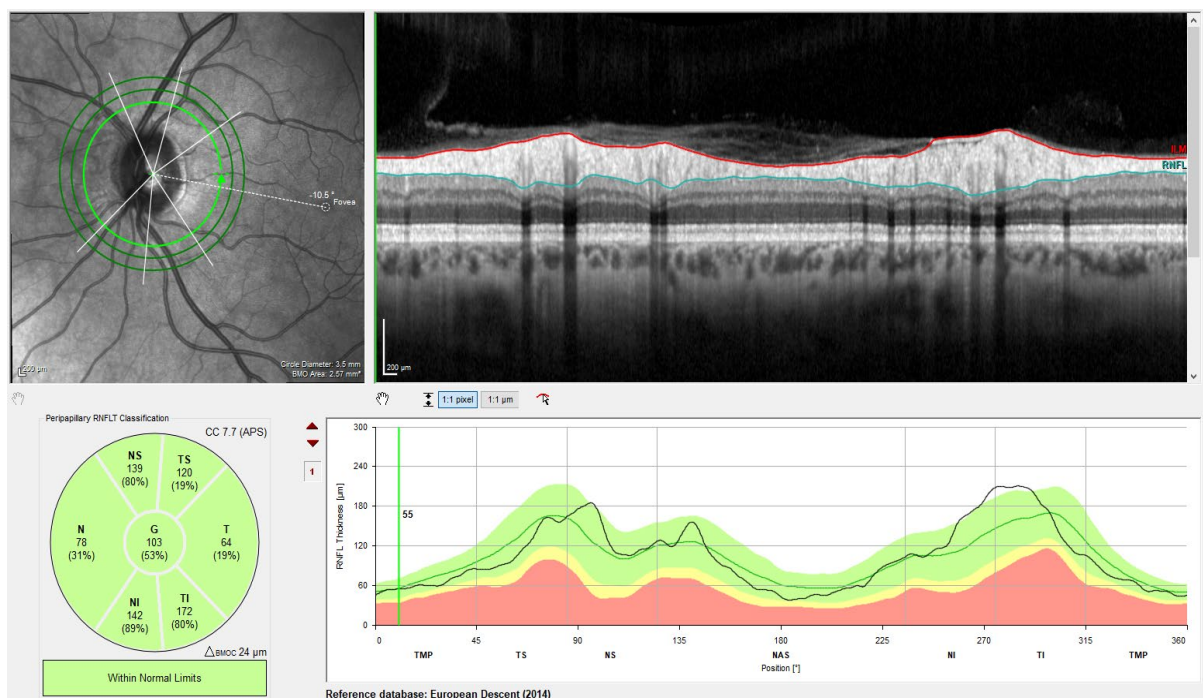 -10.5 °
Fovea
200 µm
Circle Diameter: 3.5 mm
BMO Area: 2.57 mm²
ILM
RNFL
200 µm
1:1 pixel 1:1 µm
Peripapillary RNFLT Classification
CC 7.7 (APS)
NS
139
(80%)
TS
120
(19%)
N
78
(31%)
G
103
(53%)
T
64
(19%)
NI
142
(89%)
TI
172
(80%)
△BMOC 24 µm
Within Normal Limits
1
RNFL Thickness [µm]
300
240
180
120
60
0
55
0 45 90 135 180 225 270 315 360
TMP TS NS NAS NI TI TMP
Position [°]
Reference database: European Descent (2014)